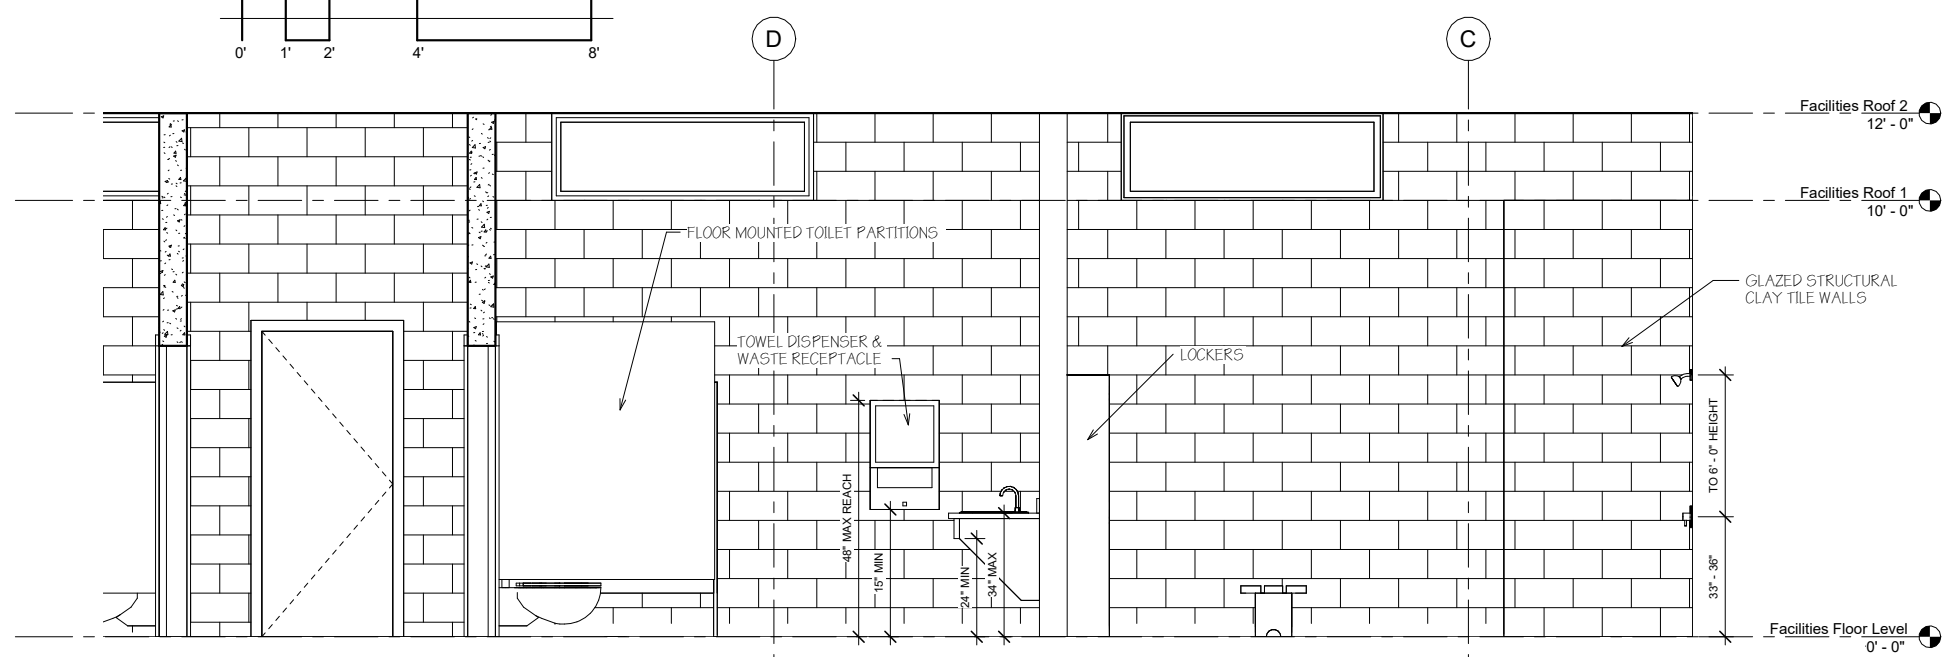 0' 1' 2' 4' 8'
D
C
Facilities Roof 2
12' - 0"
Facilities Roof 1
10' - 0"
FLOOR MOUNTED TOILET PARTITIONS
GLAZED STRUCTURAL
CLAY TILE WALLS
TOWEL DISPENSER &
WASTE RECEPTACLE
LOCKERS
48" MAX REACH
15" MIN
24" MIN
34" MAX
TO 6' - 0" HEIGHT
33" - 36"
Facilities Floor Level
0' - 0"